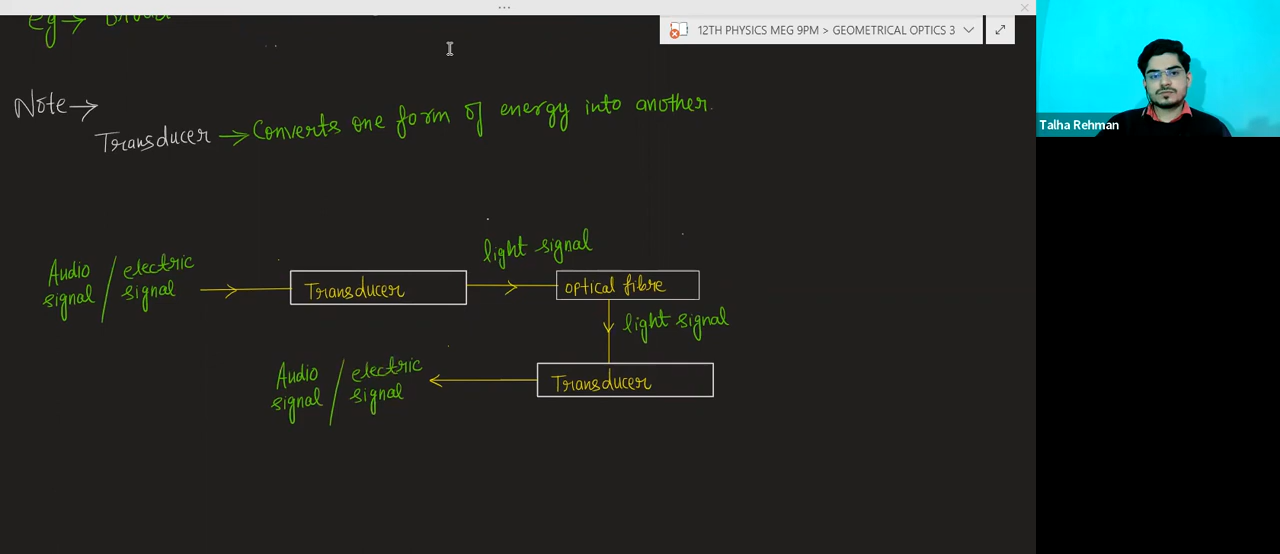 eg →
12TH PHYSICS MEG 9PM > GEOMETRICAL OPTICS 3
Note →
Transducer → Converts one form of energy into another.
light signal
Audio signal / electric signal
Transducer
optical fibre
light signal
Audio signal / electric signal
Transducer
Talha Rehman